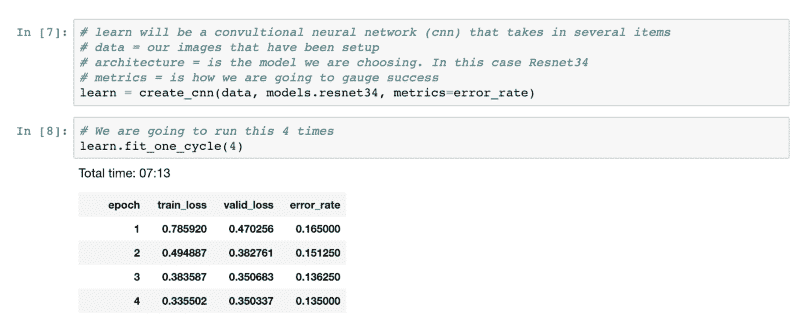 In [7]: # learn will be a convultional neural network (cnn) that takes in several items
# data = our images that have been setup
# architecture = is the model we are choosing. In this case Resnet34
# metrics = is how we are going to gauge success
learn = create_cnn(data, models.resnet34, metrics=error_rate)
In [8]: # We are going to run this 4 times
learn.fit_one_cycle(4)
Total time: 07:13
epoch train_loss valid_loss error_rate
1 0.785920 0.470256 0.165000
2 0.494887 0.382761 0.151250
3 0.383587 0.350683 0.136250
4 0.335502 0.350337 0.135000